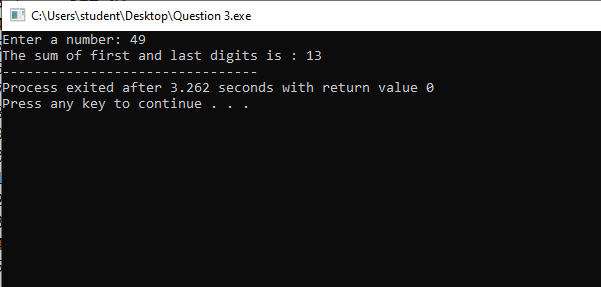 C:\Users\student\Desktop\Question 3.exe
Enter a number: 49
The sum of first and last digits is : 13
--------------------------------
Process exited after 3.262 seconds with return value 0
Press any key to continue . . .